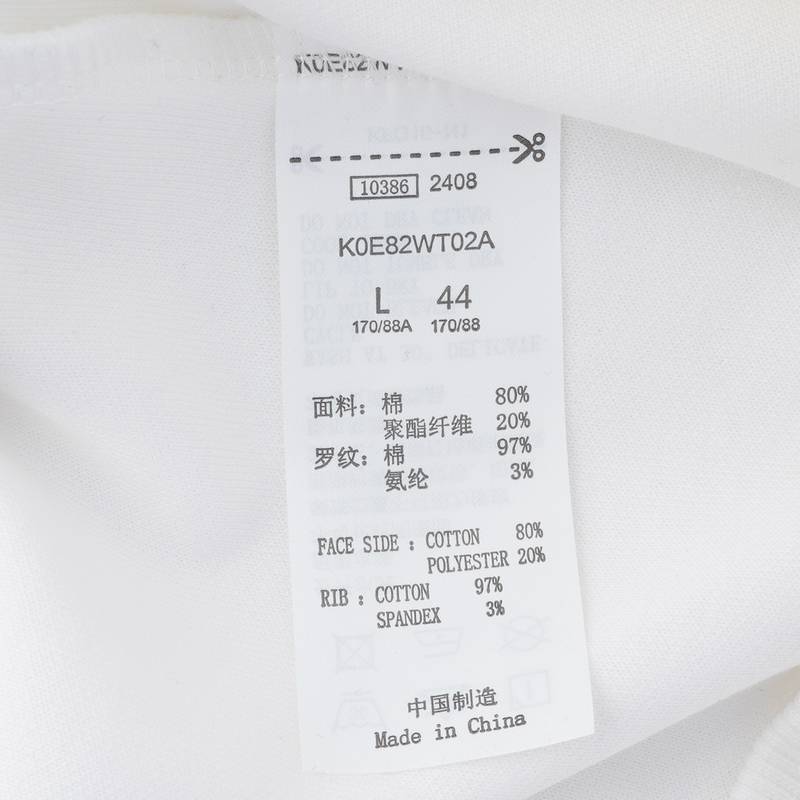 10386 2408
K0E82WT02A
L 44
170/88A 170/88
面料: 棉 80%
聚酯纤维 20%
罗纹: 棉 97%
氨纶 3%
FACE SIDE : COTTON 80%
POLYESTER 20%
RIB : COTTON 97%
SPANDEX 3%
中国制造
Made in China